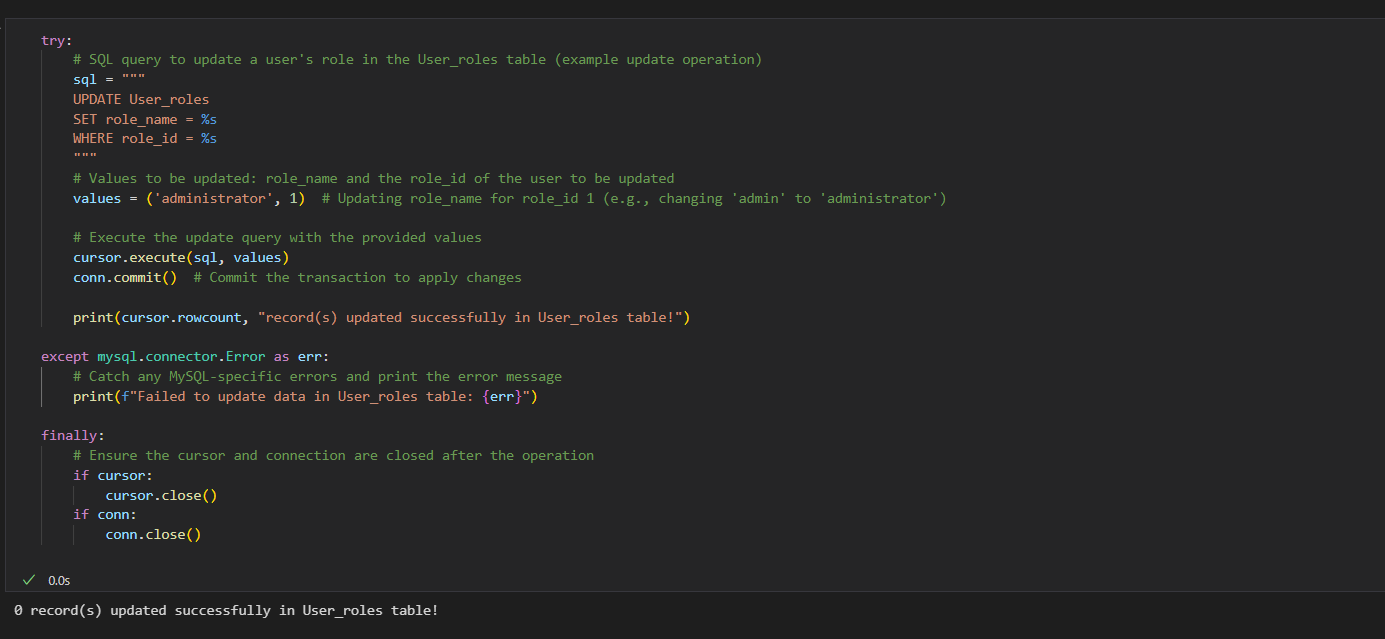 try:
    # SQL query to update a user's role in the User_roles table (example update operation)
    sql = """
    UPDATE User_roles
    SET role_name = %s
    WHERE role_id = %s
    """
    # Values to be updated: role_name and the role_id of the user to be updated
    values = ('administrator', 1)  # Updating role_name for role_id 1 (e.g., changing 'admin' to 'administrator')

    # Execute the update query with the provided values
    cursor.execute(sql, values)
    conn.commit()  # Commit the transaction to apply changes

    print(cursor.rowcount, "record(s) updated successfully in User_roles table!")

except mysql.connector.Error as err:
    # Catch any MySQL-specific errors and print the error message
    print(f"Failed to update data in User_roles table: {err}")

finally:
    # Ensure the cursor and connection are closed after the operation
    if cursor:
        cursor.close()
    if conn:
        conn.close()
0.0s
0 record(s) updated successfully in User_roles table!